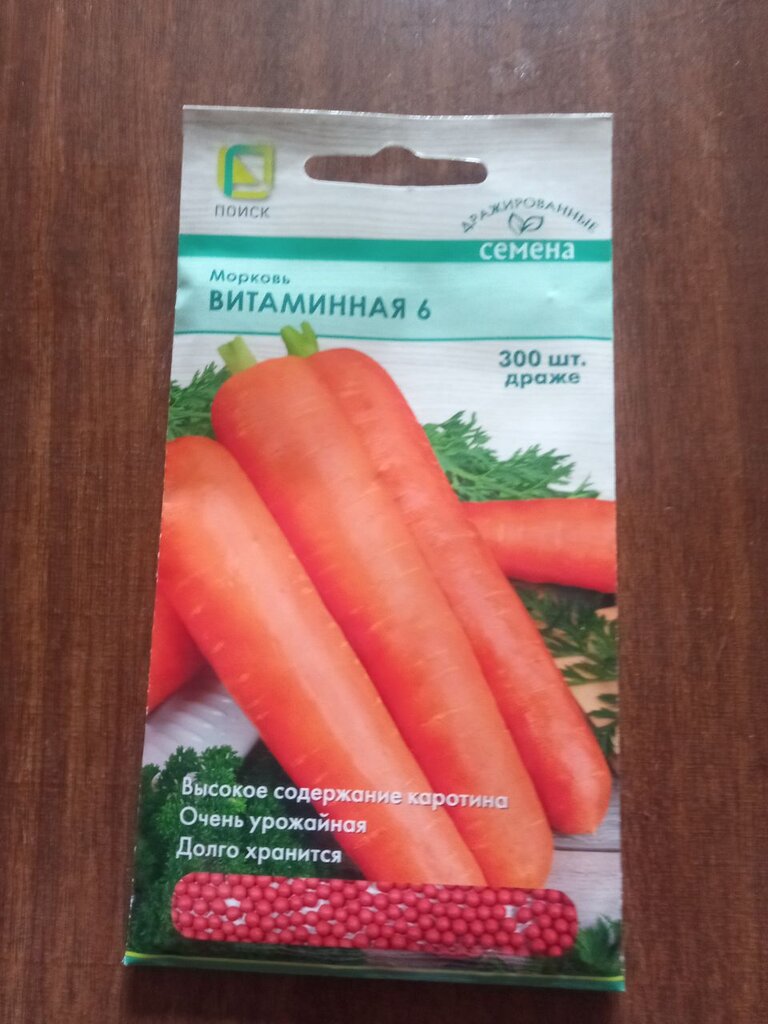 ПОИСК
ДРАЖИРОВАННЫЕ
семена
Морковь
ВИТАМИННАЯ 6
300 шт.
драже
Высокое содержание каротина
Очень урожайная
Долго хранится